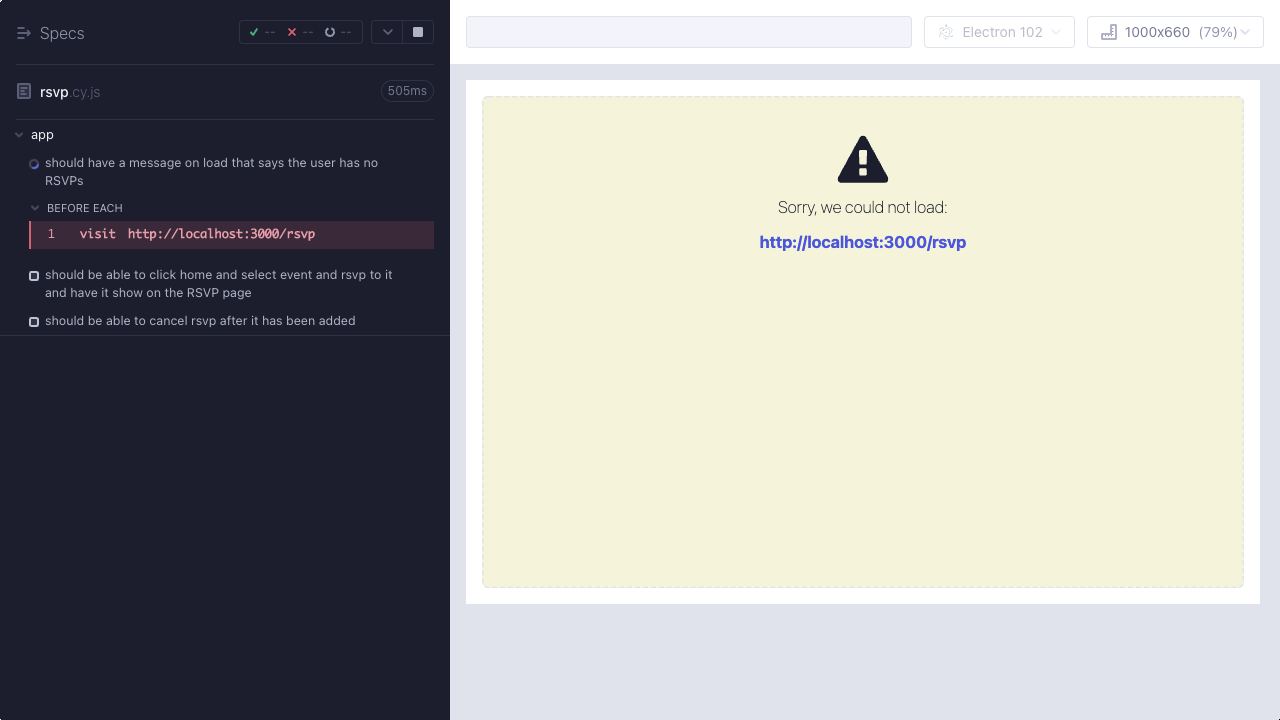 Specs
--
--
--
rsvp.cy.js
505ms
app
should have a message on load that says the user has no
RSVPs
BEFORE EACH
1 visit http://localhost:3000/rsvp
should be able to click home and select event and rsvp to it
and have it show on the RSVP page
should be able to cancel rsvp after it has been added
Electron 102
1000x660 (79%)
Sorry, we could not load:
http://localhost:3000/rsvp